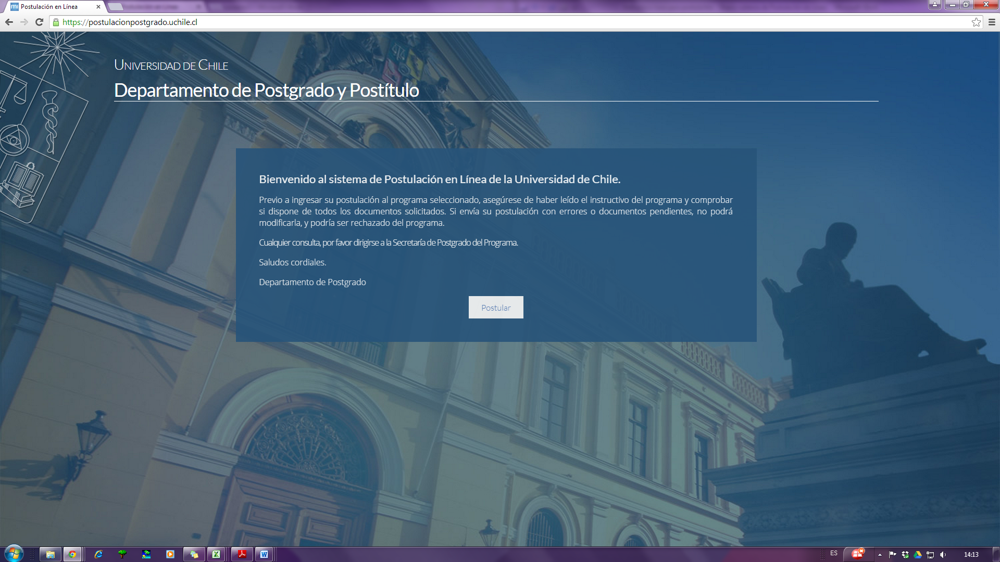 Postulación en Línea
https://postulacionpostgrado.uchile.cl
UNIVERSIDAD DE CHILE
Departamento de Postgrado y Postítulo
Bienvenido al sistema de Postulación en Línea de la Universidad de Chile.
Previo a ingresar su postulación al programa seleccionado, asegúrese de haber leído el instructivo del programa y comprobar
si dispone de todos los documentos solicitados. Si envía su postulación con errores o documentos pendientes, no podrá
modificarla, y podría ser rechazado del programa.
Cualquier consulta, por favor dirigirse a la Secretaría de Postgrado del Programa.
Saludos cordiales.
Departamento de Postgrado
Postular
ES
14:13